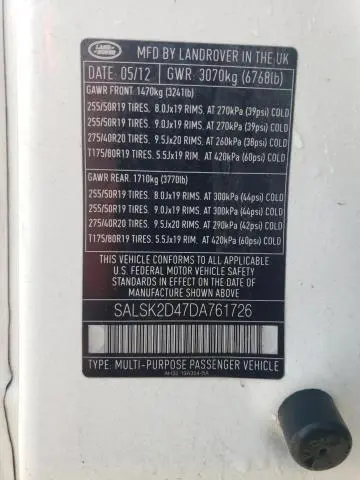 LAND ROVER
MFD BY LANDROVER IN THE UK
DATE: 05/12 GWR: 3070kg (6768lb)
GAWR FRONT: 1470kg (3241lb)
255/50R19 TIRES. 8.0Jx19 RIMS. AT 270kPa (39psi) COLD
255/50R19 TIRES. 9.0Jx19 RIMS. AT 270kPa (39psi) COLD
275/40R20 TIRES. 9.5Jx20 RIMS. AT 260kPa (38psi) COLD
T175/80R19 TIRES. 5.5Jx19 RIM. AT 420kPa (60psi) COLD
GAWR REAR: 1710kg (3770lb)
255/50R19 TIRES. 8.0Jx19 RIMS. AT 300kPa (44psi) COLD
255/50R19 TIRES. 9.0Jx19 RIMS. AT 300kPa (44psi) COLD
275/40R20 TIRES. 9.5Jx20 RIMS. AT 290kPa (42psi) COLD
T175/80R19 TIRES. 5.5Jx19 RIM. AT 420kPa (60psi) COLD
THIS VEHICLE CONFORMS TO ALL APPLICABLE
U.S. FEDERAL MOTOR VEHICLE SAFETY
STANDARDS IN EFFECT ON THE DATE OF
MANUFACTURE SHOWN ABOVE.
SALSK2D47DA761726
TYPE: MULTI-PURPOSE PASSENGER VEHICLE